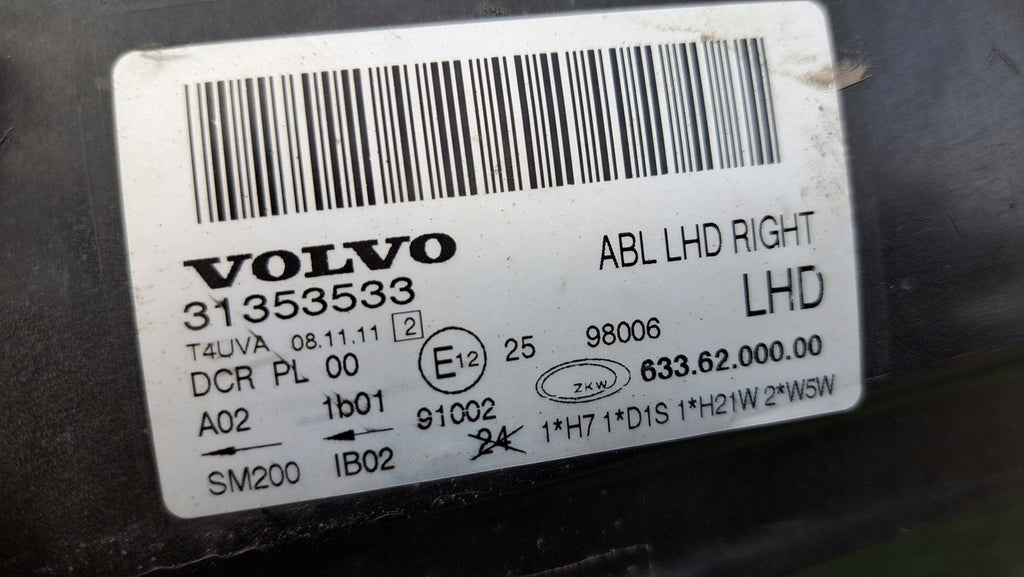 VOLVO
ABL LHD RIGHT
31353533
LHD
T4UVA 08.11.11 2
DCR PL 00
E12 25 98006
ZKW 633.62.000.00
A02 1b01 91002
24 1*H7 1*D1S 1*H21W 2*W5W
SM200 IB02